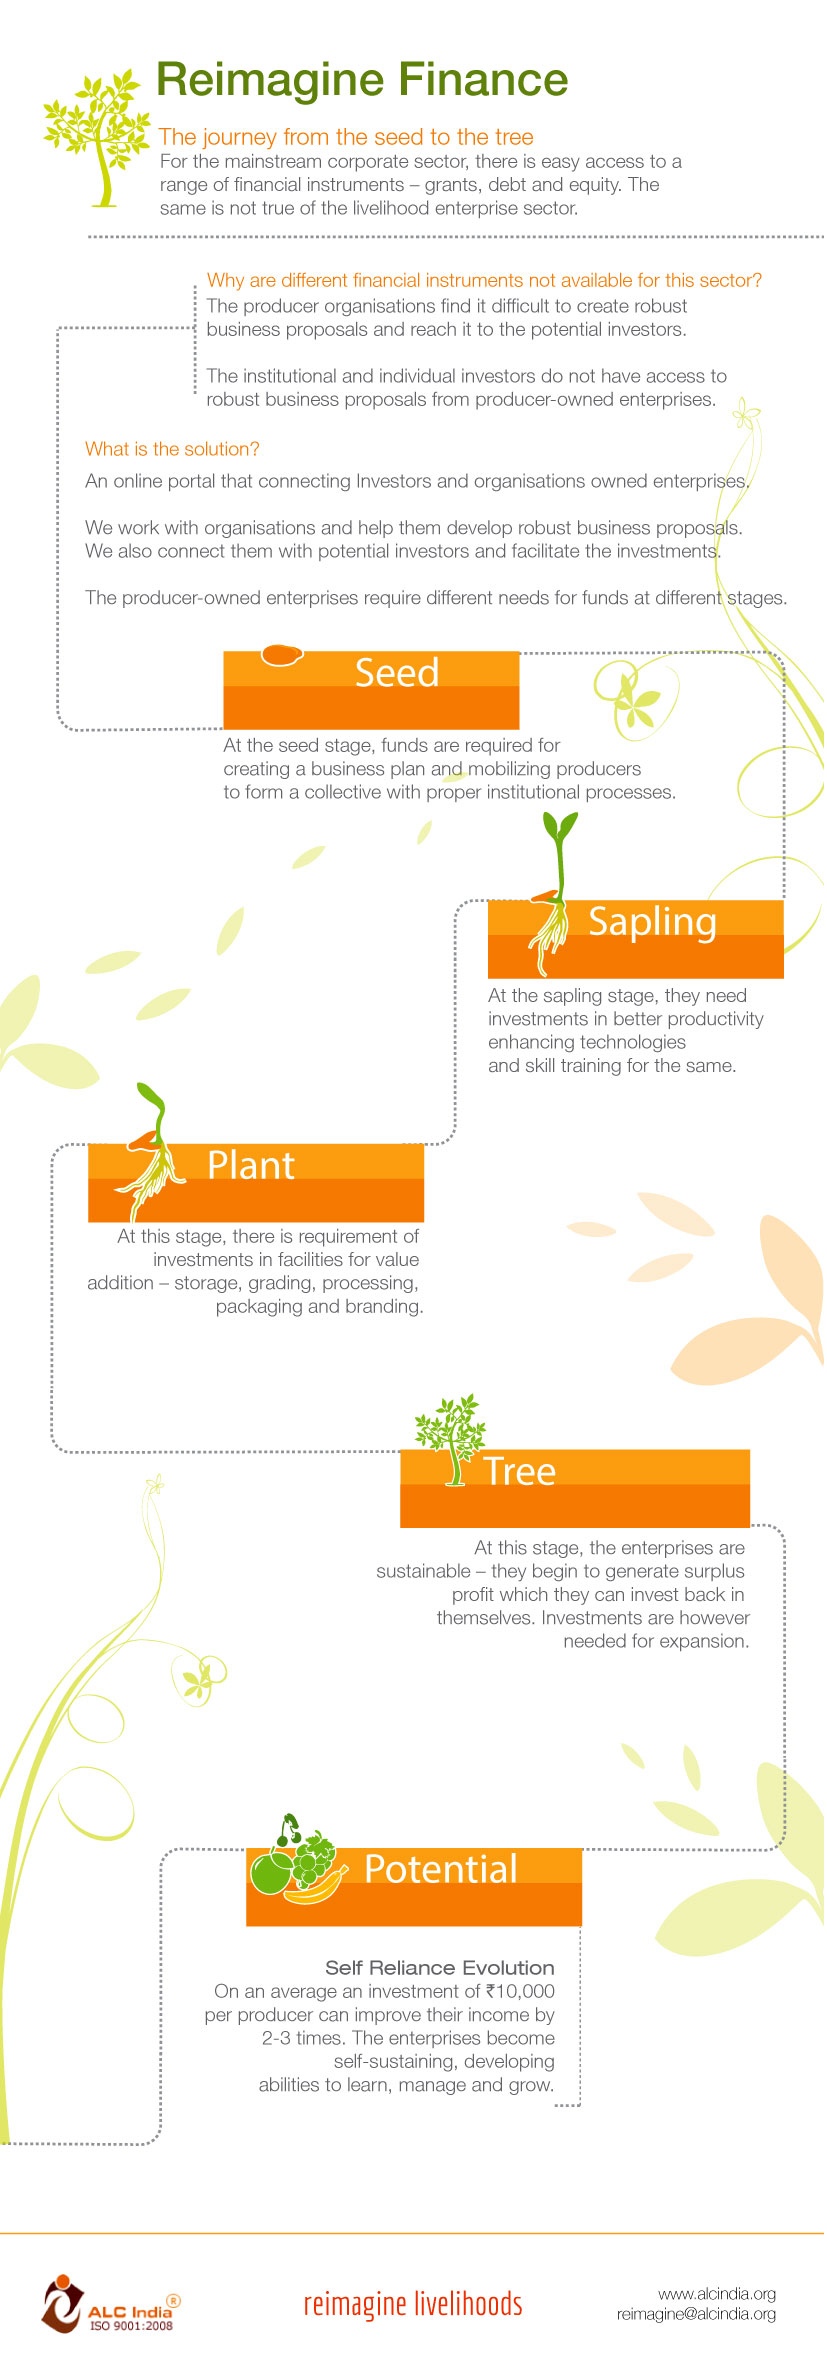 Reimagine Finance
The journey from the seed to the tree
For the mainstream corporate sector, there is easy access to a
range of financial instruments – grants, debt and equity. The
same is not true of the livelihood enterprise sector.
Why are different financial instruments not available for this sector?
The producer organisations find it difficult to create robust
business proposals and reach it to the potential investors.
The institutional and individual investors do not have access to
robust business proposals from producer-owned enterprises.
What is the solution?
An online portal that connecting Investors and organisations owned enterprises.
We work with organisations and help them develop robust business proposals.
We also connect them with potential investors and facilitate the investments.
The producer-owned enterprises require different needs for funds at different stages.
Seed
At the seed stage, funds are required for
creating a business plan and mobilizing producers
to form a collective with proper institutional processes.
Sapling
At the sapling stage, they need
investments in better productivity
enhancing technologies
and skill training for the same.
Plant
At this stage, there is requirement of
investments in facilities for value
addition – storage, grading, processing,
packaging and branding.
Tree
At this stage, the enterprises are
sustainable – they begin to generate surplus
profit which they can invest back in
themselves. Investments are however
needed for expansion.
Potential
Self Reliance Evolution
On an average an investment of ₹10,000
per producer can improve their income by
2-3 times. The enterprises become
self-sustaining, developing
abilities to learn, manage and grow.
ALC India®
ISO 9001:2008
reimagine livelihoods
www.alcindia.org
reimagine@alcindia.org